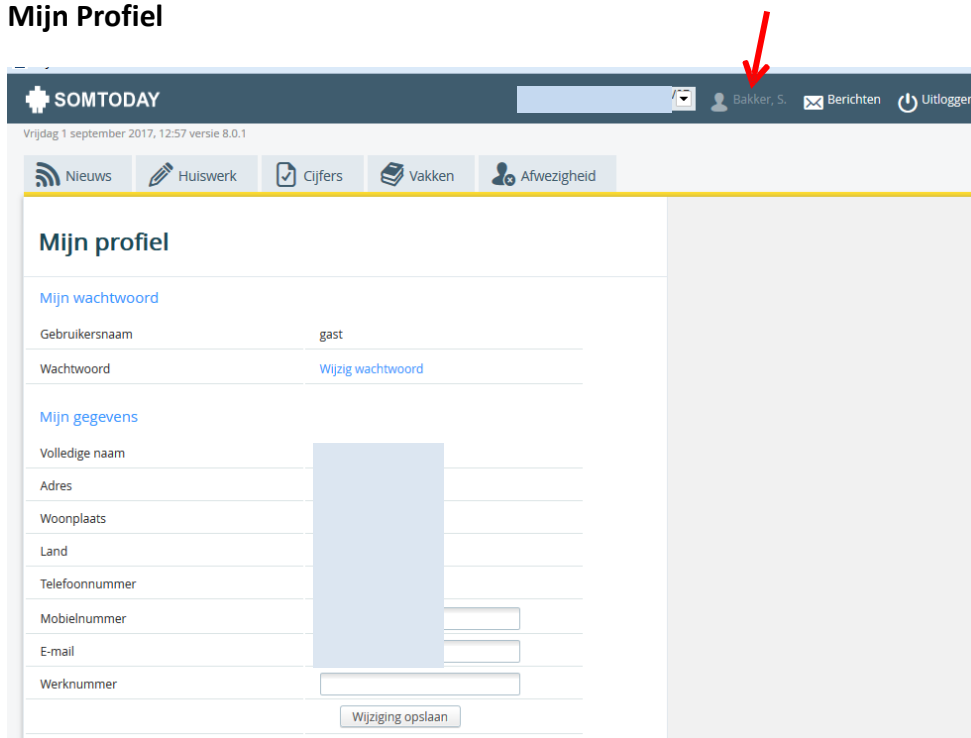 Mijn Profiel
SOMTODAY
Bakker, S.
Berichten
Uitloggen
Vrijdag 1 september 2017, 12:57 versie 8.0.1
Nieuws
Huiswerk
Cijfers
Vakken
Afwezigheid
Mijn profiel
Mijn wachtwoord
Gebruikersnaam gast
Wachtwoord Wijzig wachtwoord
Mijn gegevens
Volledige naam
Adres
Woonplaats
Land
Telefoonnummer
Mobielnummer
E-mail
Werknummer
Wijziging opslaan